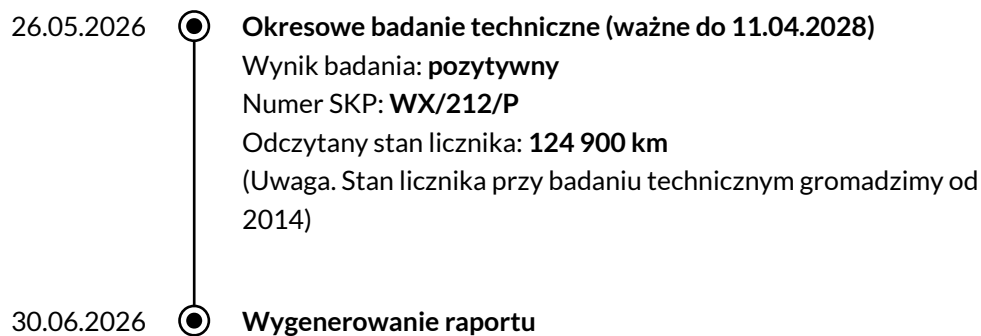 26.05.2026 Okresowe badanie techniczne (ważne do 11.04.2028)
Wynik badania: pozytywny
Numer SKP: WX/212/P
Odczytany stan licznika: 124 900 km
(Uwaga. Stan licznika przy badaniu technicznym gromadzimy od
2014)
30.06.2026 Wygenerowanie raportu